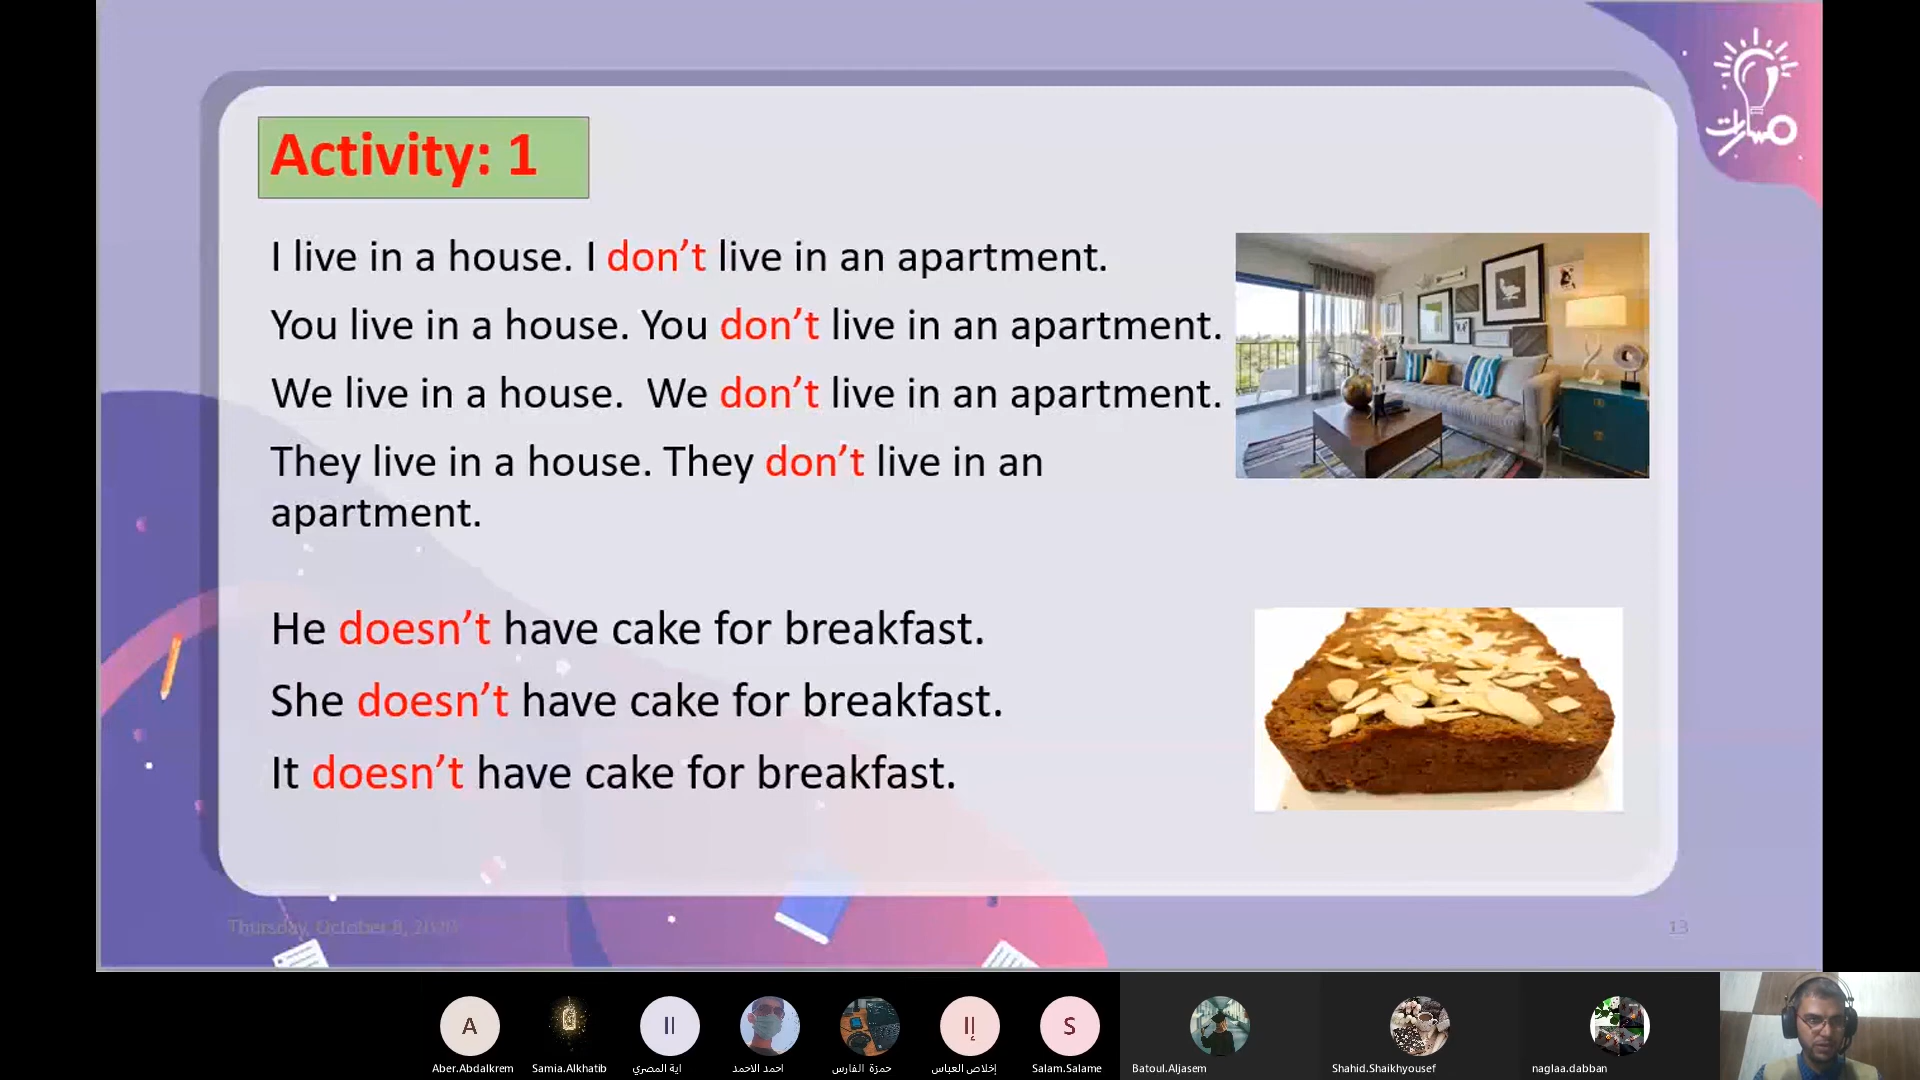 مسارات
Activity: 1
I live in a house. I don’t live in an apartment.
You live in a house. You don’t live in an apartment.
We live in a house.  We don’t live in an apartment.
They live in a house. They don’t live in an
apartment.
He doesn’t have cake for breakfast.
She doesn’t have cake for breakfast.
It doesn’t have cake for breakfast.
Thursday, October 8, 2020
13
A
اا
إا
S
Aber.Abdalkrem
Samia.Alkhatib
اية المصري
احمد الاحمد
حمزة الفارس
إخلاص العباس
Salam.Salame
Batoul.Aljasem
Shahid.Shaikhyousef
naglaa.dabban